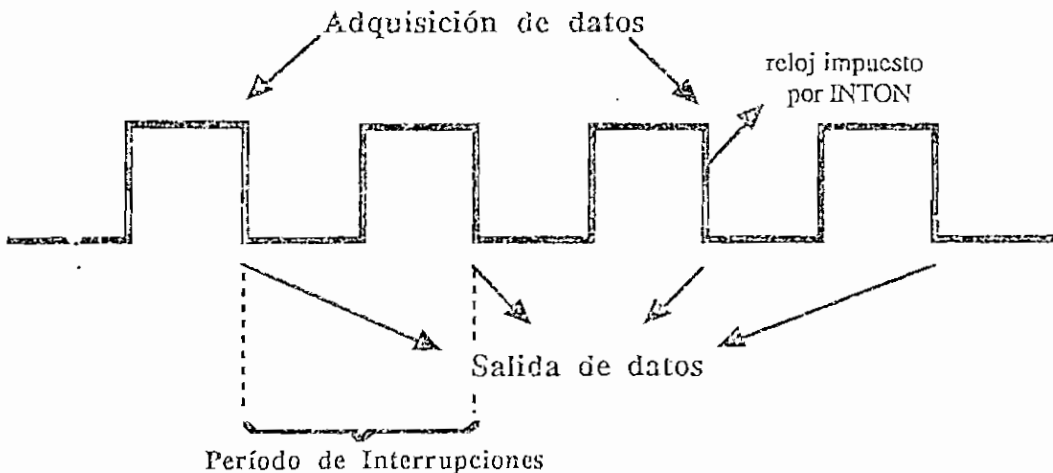 Adquisición de datos
reloj impuesto
por INTON
Salida de datos
Período de Interrupciones